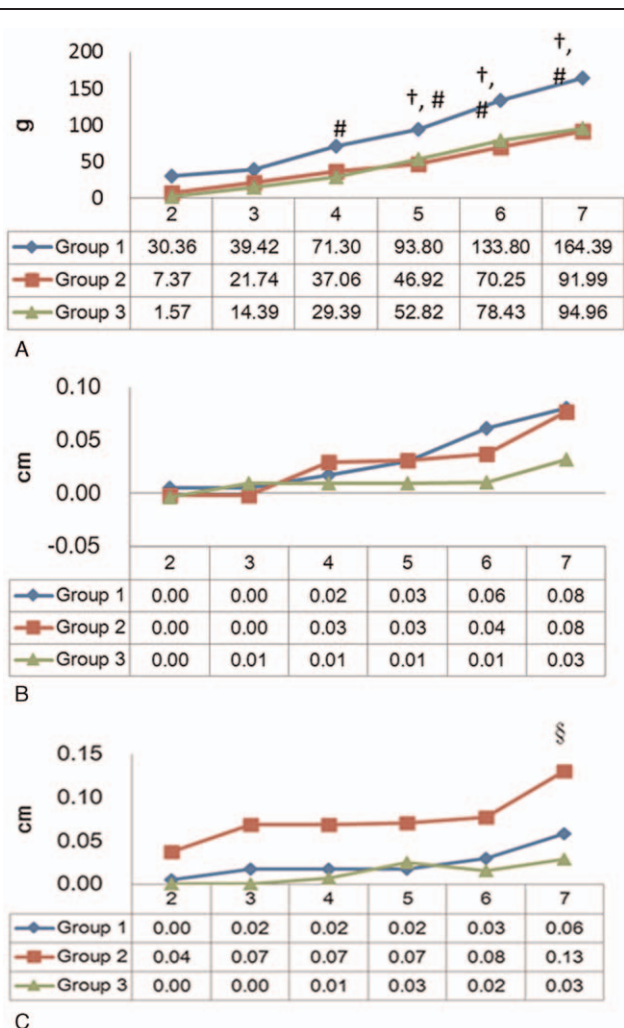 200
†,
#
150
†,
#
†, #
g
100
#
50
0
2 3 4 5 6 7
Group 1 30.36 39.42 71.30 93.80 133.80 164.39
Group 2 7.37 21.74 37.06 46.92 70.25 91.99
Group 3 1.57 14.39 29.39 52.82 78.43 94.96
A
0.10
cm
0.05
0.00
-0.05
2 3 4 5 6 7
Group 1 0.00 0.00 0.02 0.03 0.06 0.08
Group 2 0.00 0.00 0.03 0.03 0.04 0.08
Group 3 0.00 0.01 0.01 0.01 0.01 0.03
B
§
0.15
cm
0.10
0.05
0.00
2 3 4 5 6 7
Group 1 0.00 0.02 0.02 0.02 0.03 0.06
Group 2 0.04 0.07 0.07 0.07 0.08 0.13
Group 3 0.00 0.00 0.01 0.03 0.02 0.03
C